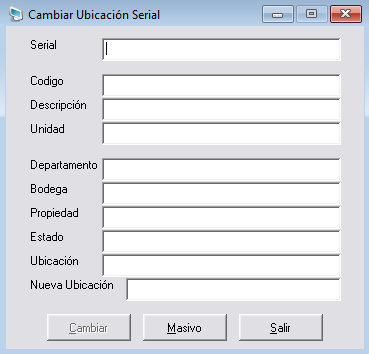 Cambiar Ubicación Serial
Serial
Codigo
Descripción
Unidad
Departamento
Bodega
Propiedad
Estado
Ubicación
Nueva Ubicación
Cambiar Masivo Salir